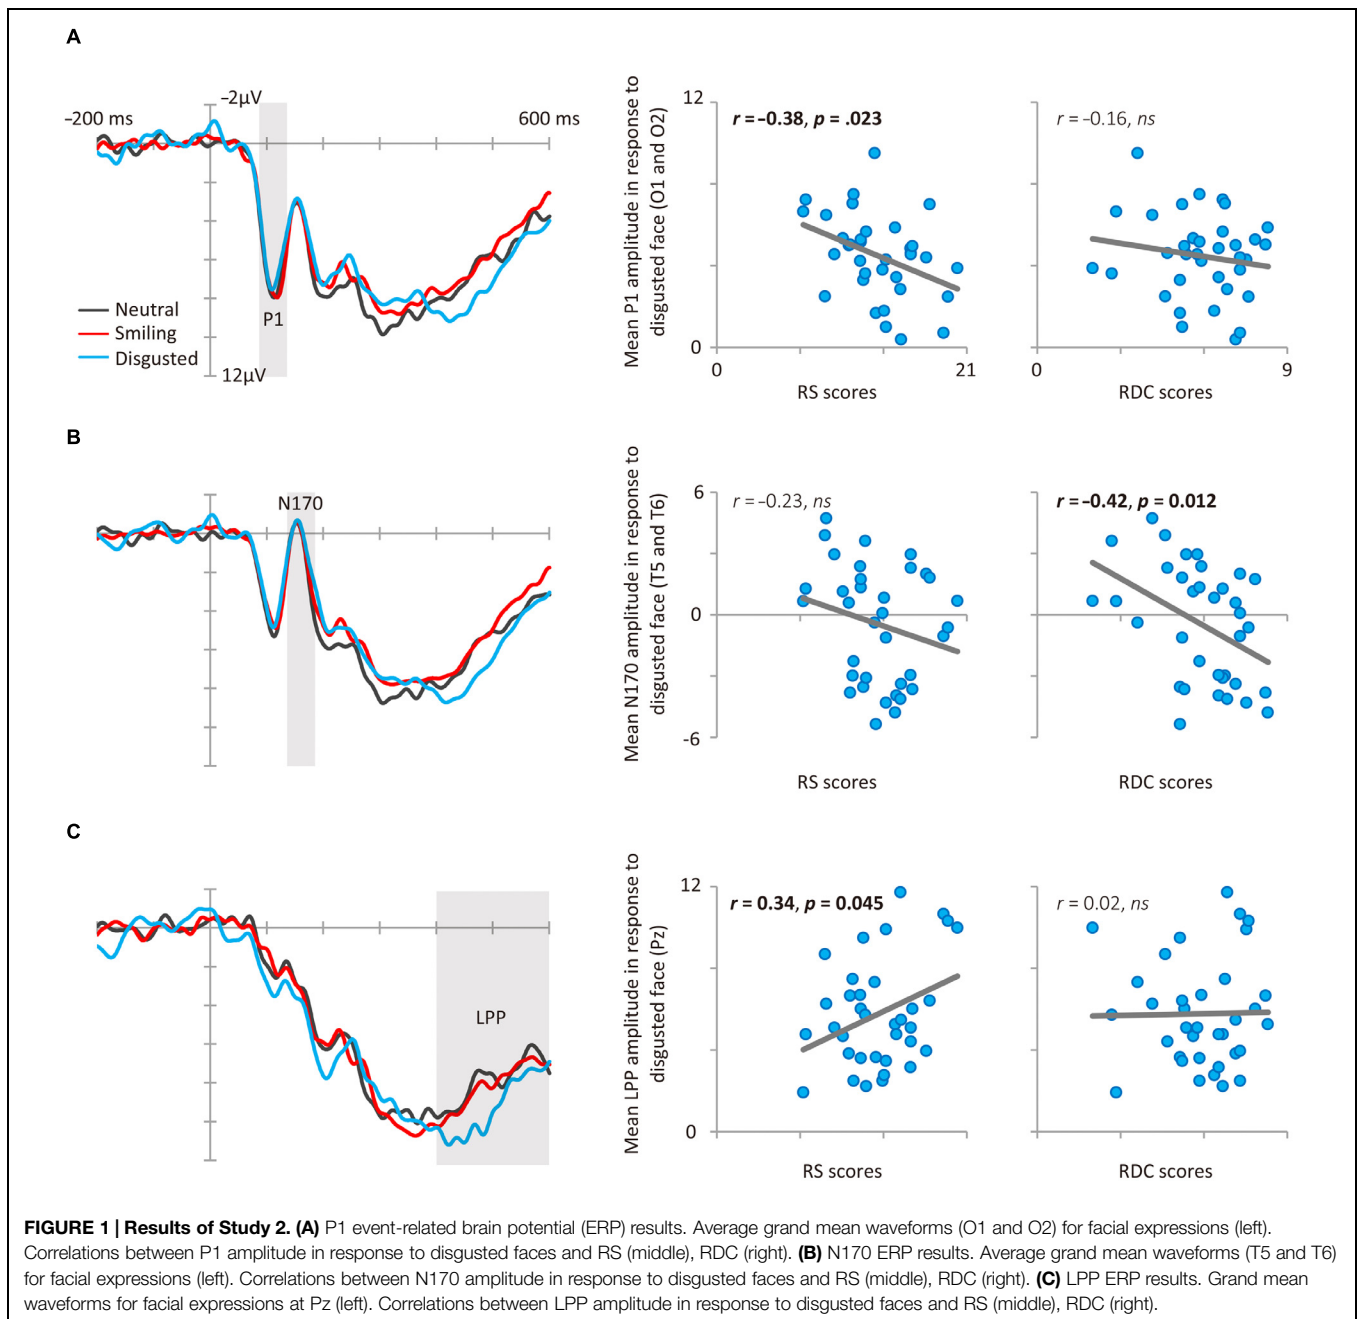 A
−200 ms
−2µV
600 ms
Neutral
Smiling
Disgusted
P1
12µV
Mean P1 amplitude in response to
disgusted face (O1 and O2)
12
0
r = −0.38, p = .023
0
21
RS scores
r = −0.16, ns
0
9
RDC scores
B
N170
Mean N170 amplitude in response to
disgusted face (T5 and T6)
6
0
-6
r = −0.23, ns
RS scores
r = −0.42, p = 0.012
RDC scores
C
LPP
Mean LPP amplitude in response to
disgusted face (Pz)
12
0
r = 0.34, p = 0.045
RS scores
r = 0.02, ns
RDC scores
FIGURE 1 | Results of Study 2. (A) P1 event-related brain potential (ERP) results. Average grand mean waveforms (O1 and O2) for facial expressions (left).
Correlations between P1 amplitude in response to disgusted faces and RS (middle), RDC (right). (B) N170 ERP results. Average grand mean waveforms (T5 and T6)
for facial expressions (left). Correlations between N170 amplitude in response to disgusted faces and RS (middle), RDC (right). (C) LPP ERP results. Grand mean
waveforms for facial expressions at Pz (left). Correlations between LPP amplitude in response to disgusted faces and RS (middle), RDC (right).